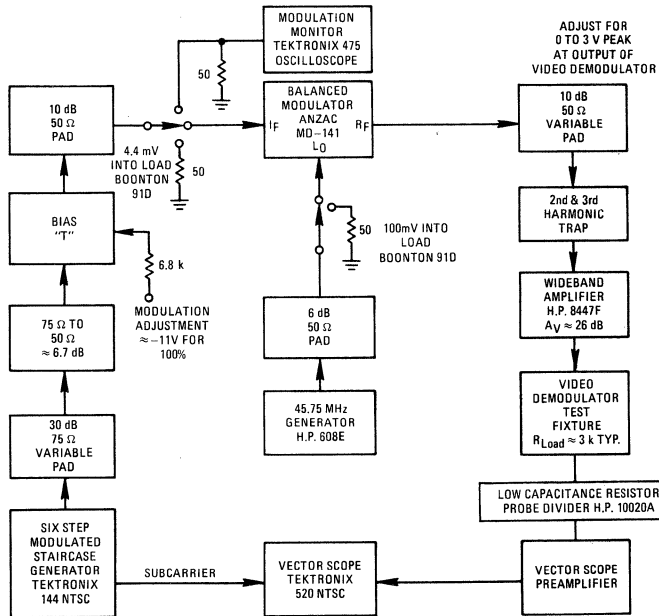 MODULATION
MONITOR
TEKTRONIX 475
OSCILLOSCOPE
ADJUST FOR
0 TO 3 V PEAK
AT OUTPUT OF
VIDEO DEMODULATOR
50
10 dB
50 Ω
PAD
4.4 mV
INTO LOAD
BOONTON
91D
50
BALANCED
MODULATOR
ANZAC
MD-141
IF
RF
LO
10 dB
50 Ω
VARIABLE
PAD
BIAS
"T"
6.8 k
MODULATION
ADJUSTMENT
≈ –11V FOR
100%
50
100mV INTO
LOAD
BOONTON 91D
2nd & 3rd
HARMONIC
TRAP
75 Ω TO
50 Ω
≈ 6.7 dB
6 dB
50 Ω
PAD
WIDEBAND
AMPLIFIER
H.P. 8447F
AV ≈ 26 dB
30 dB
75 Ω
VARIABLE
PAD
45.75 MHz
GENERATOR
H.P. 608E
VIDEO
DEMODULATOR
TEST
FIXTURE
RLoad ≈ 3 k TYP.
LOW CAPACITANCE RESISTOR
PROBE DIVIDER H.P. 10020A
SIX STEP
MODULATED
STAIRCASE
GENERATOR
TEKTRONIX
144 NTSC
SUBCARRIER
VECTOR SCOPE
TEKTRONIX
520 NTSC
VECTOR SCOPE
PREAMPLIFIER